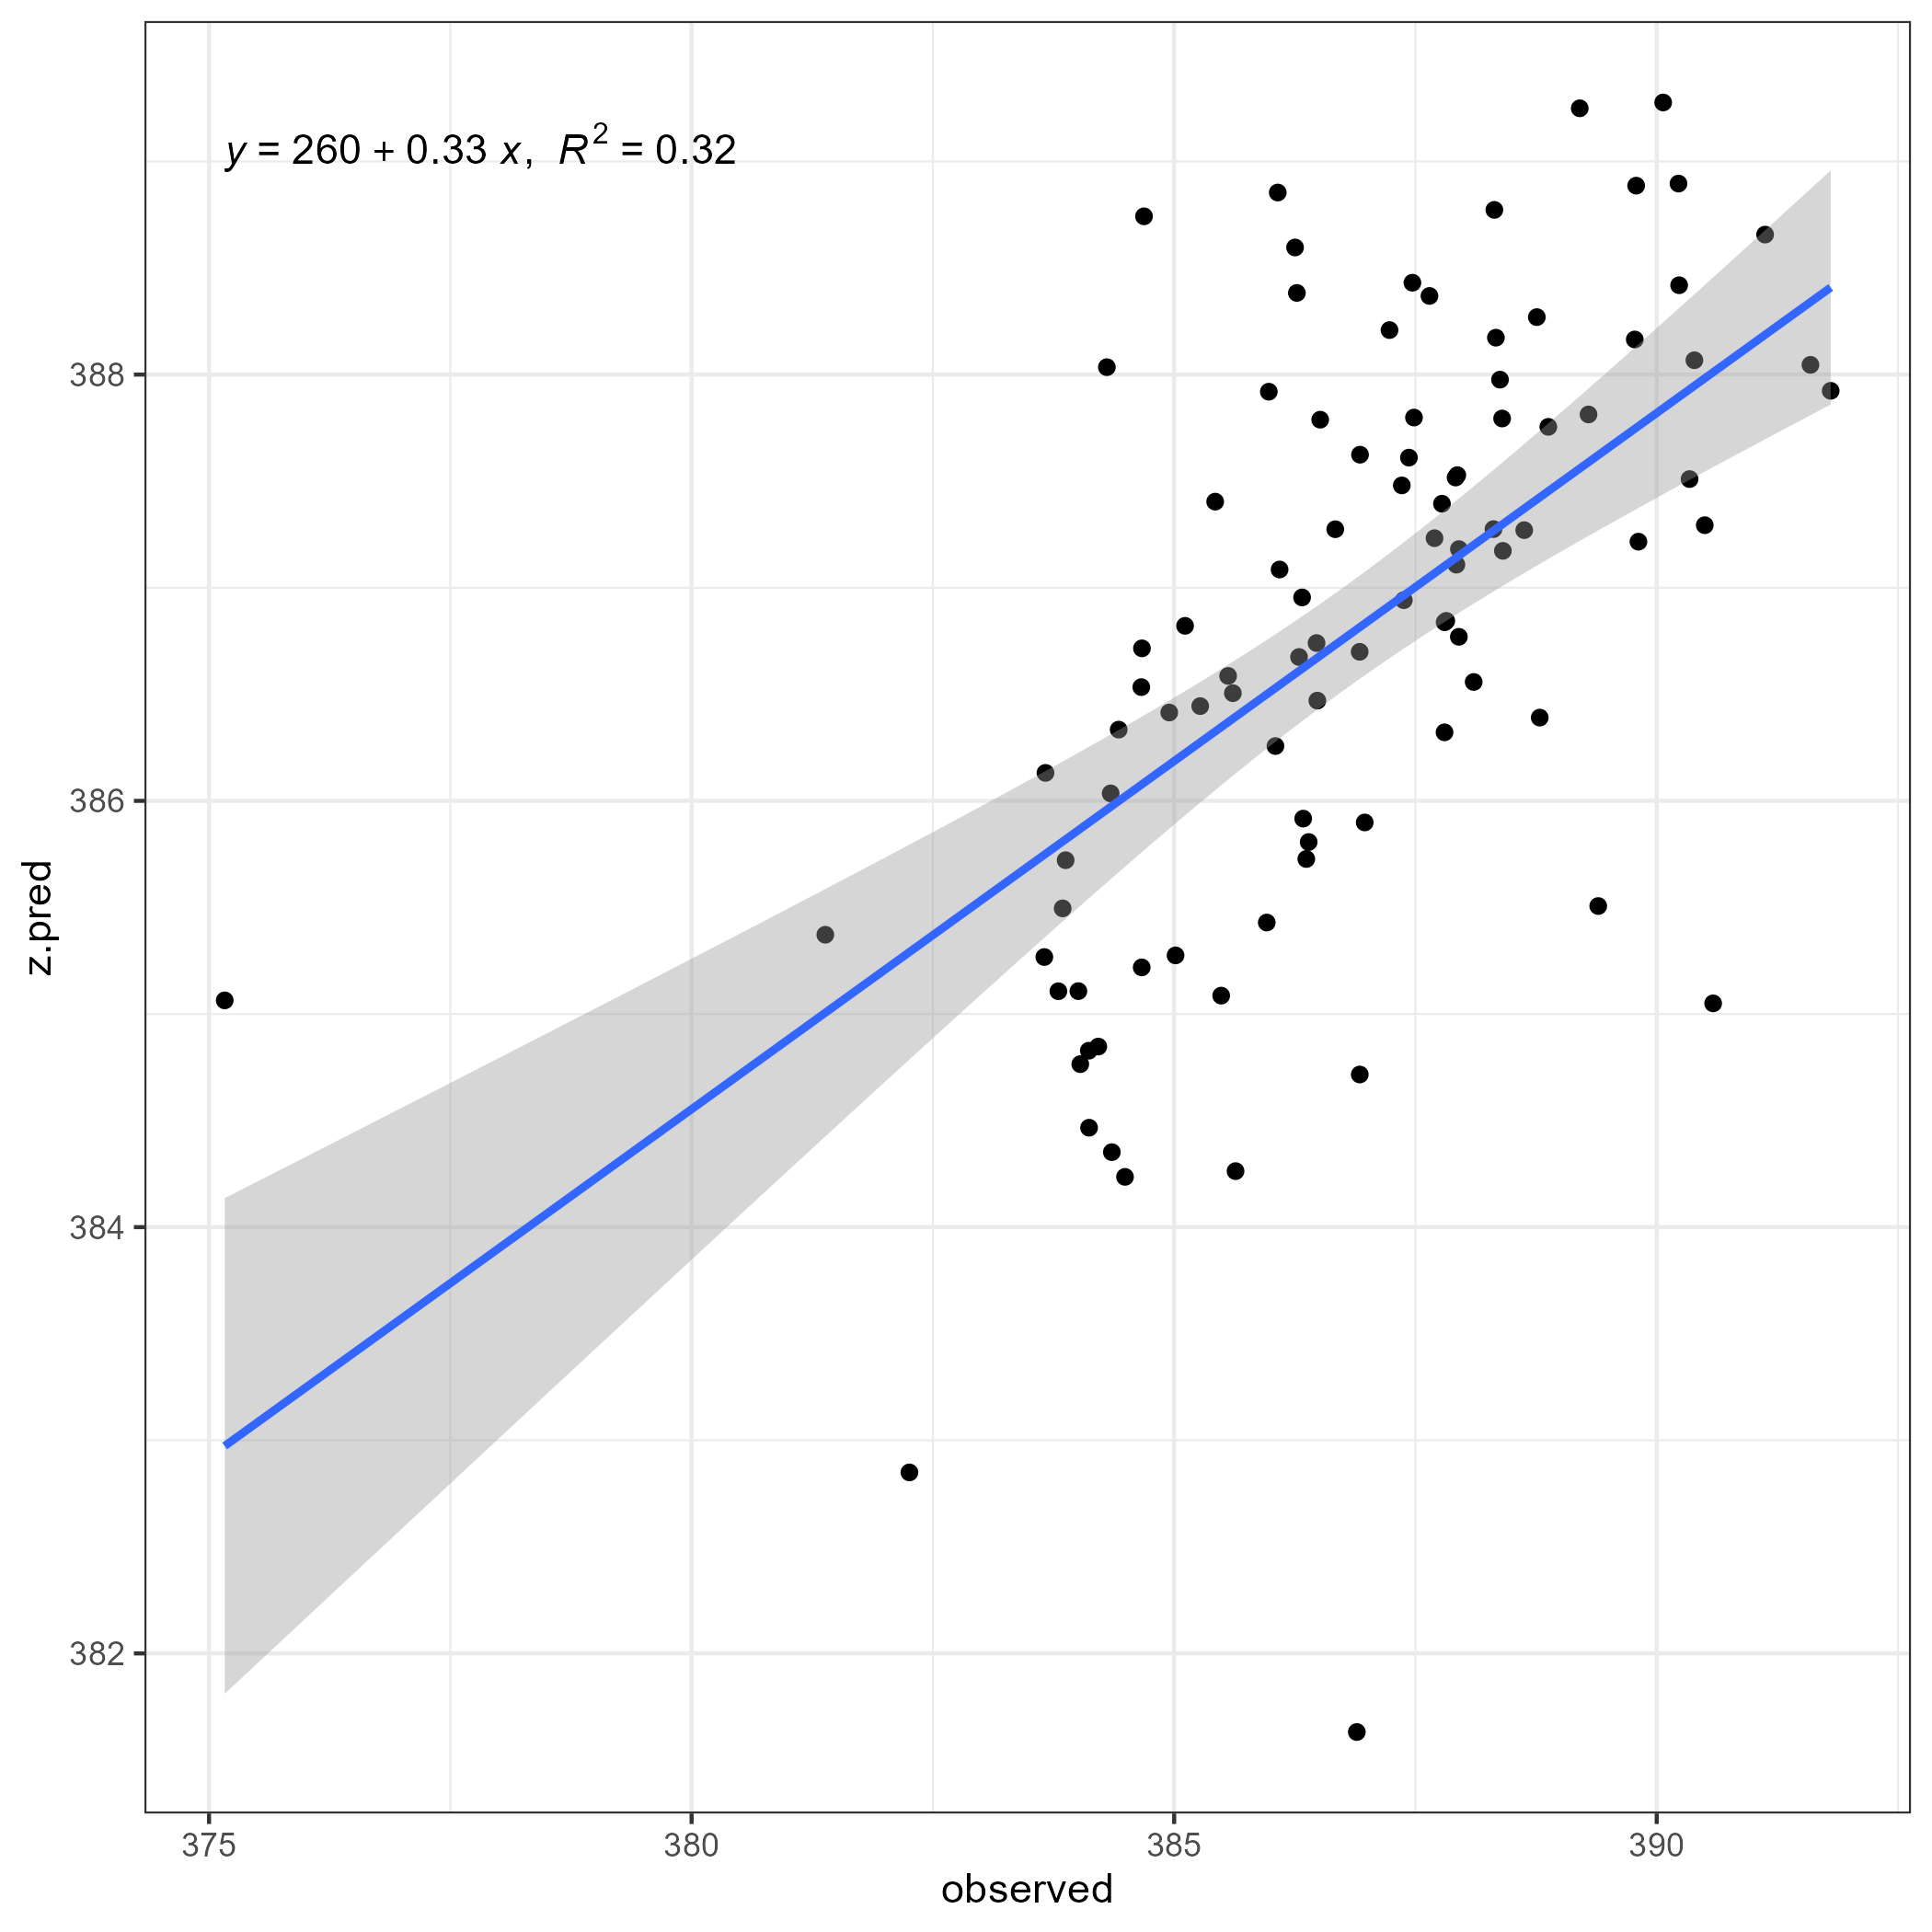 y = 260 + 0.33 x, R² = 0.32
388
386
384
382
z.pred
375 380 385 390
observed